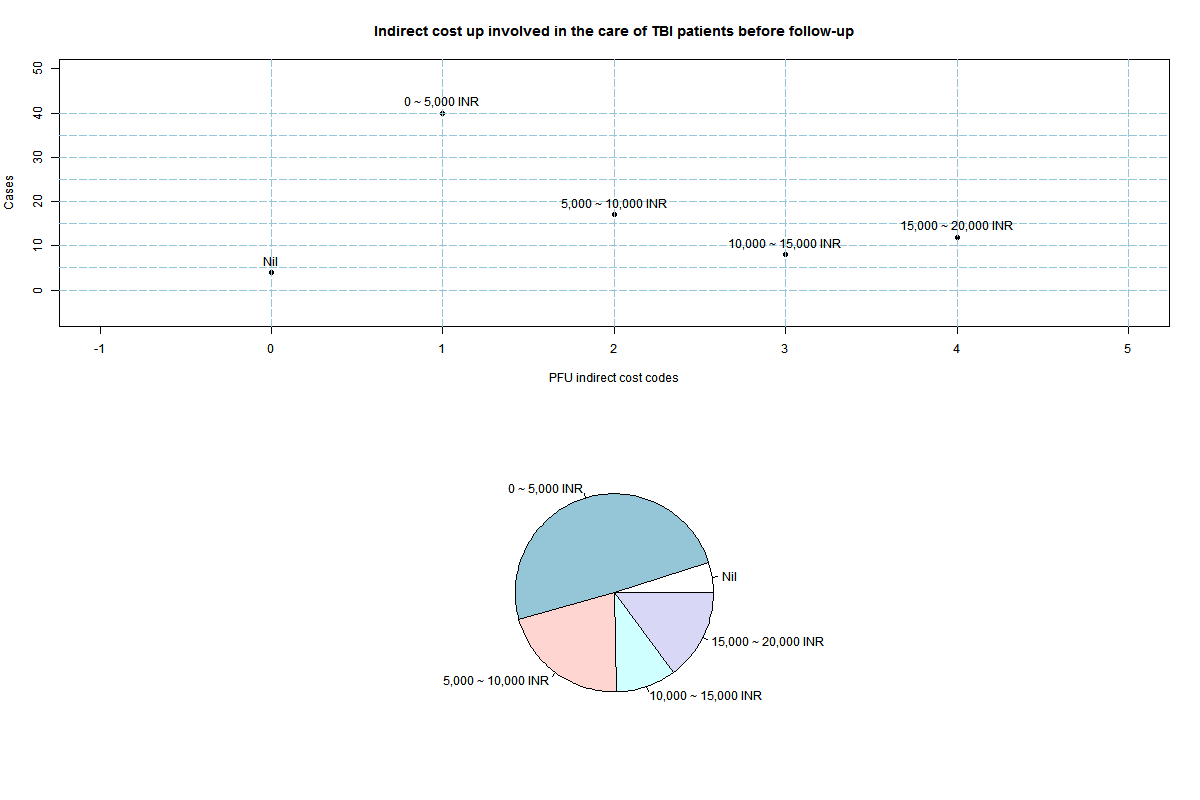 Indirect cost up involved in the care of TBI patients before follow-up
50
40
30
20
10
0
Cases
0 ~ 5,000 INR
5,000 ~ 10,000 INR
15,000 ~ 20,000 INR
10,000 ~ 15,000 INR
Nil
-1 0 1 2 3 4 5
PFU indirect cost codes
0 ~ 5,000 INR
Nil
15,000 ~ 20,000 INR
5,000 ~ 10,000 INR
10,000 ~ 15,000 INR